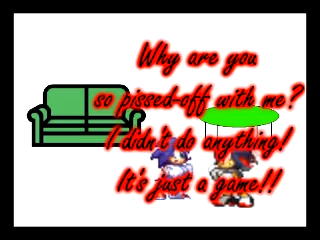 Why are you
so pissed-off with me?
I didn't do anything!
It's just a game!!